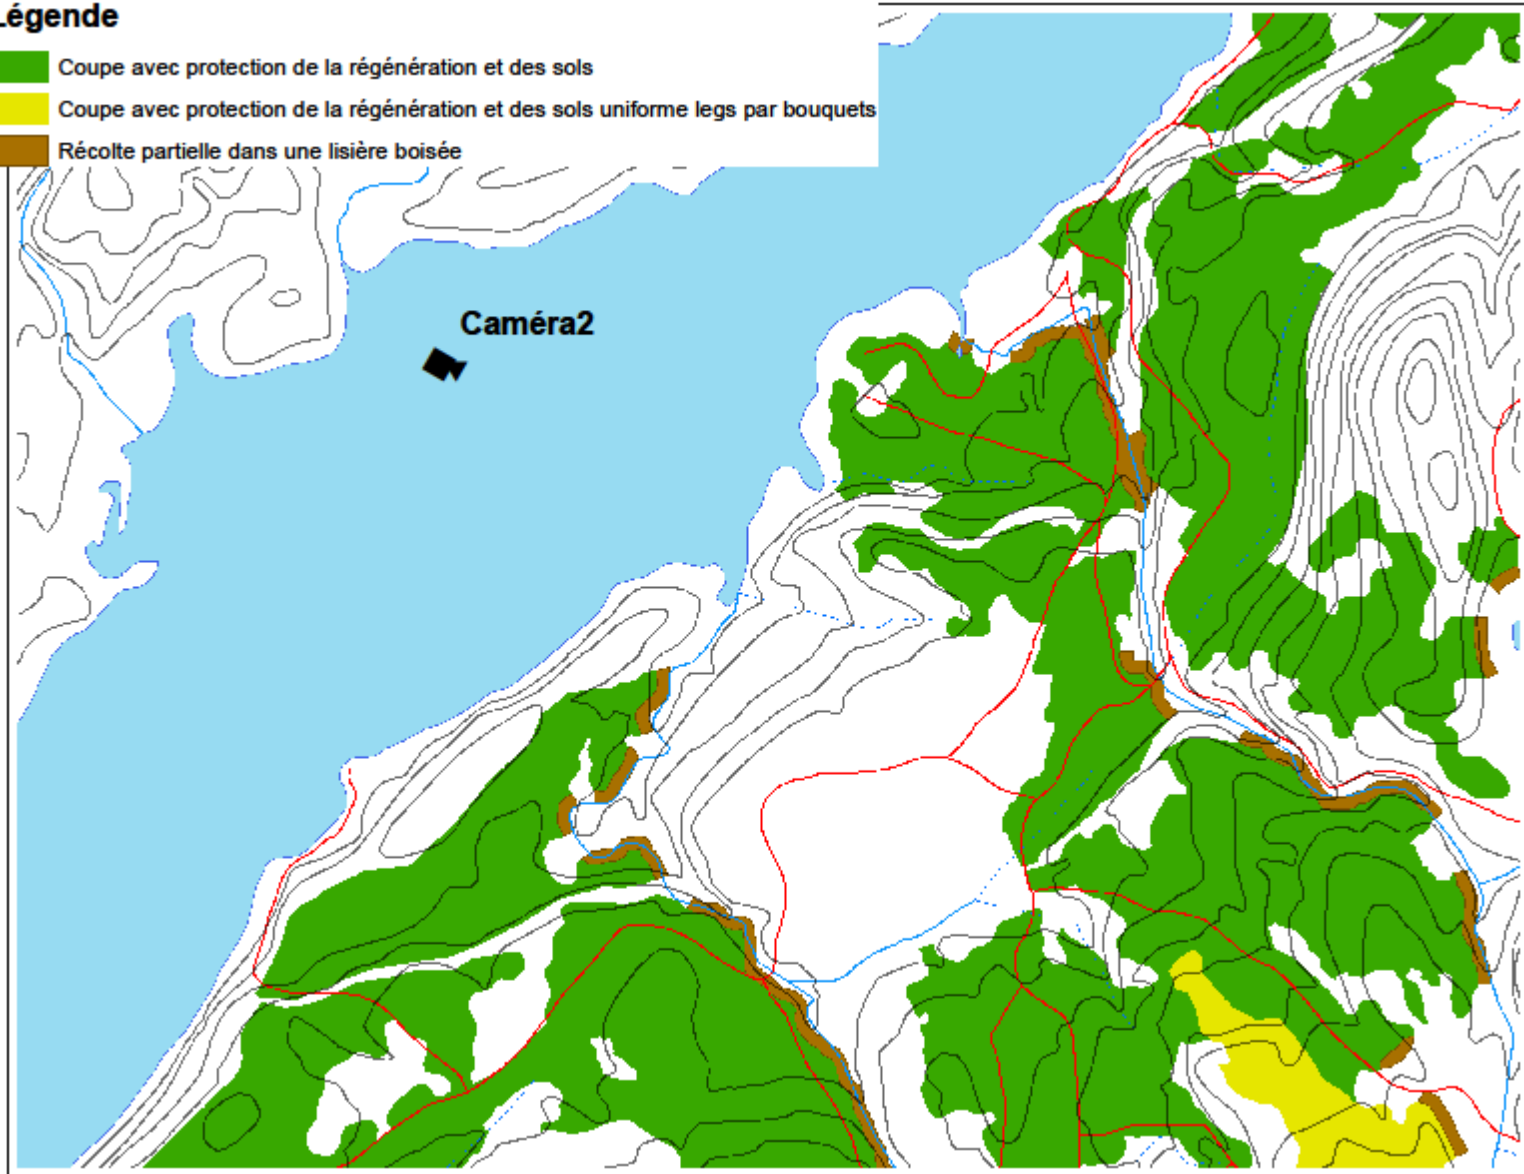 Légende
Coupe avec protection de la régénération et des sols
Coupe avec protection de la régénération et des sols uniforme legs par bouquets
Récolte partielle dans une lisière boisée
Caméra2